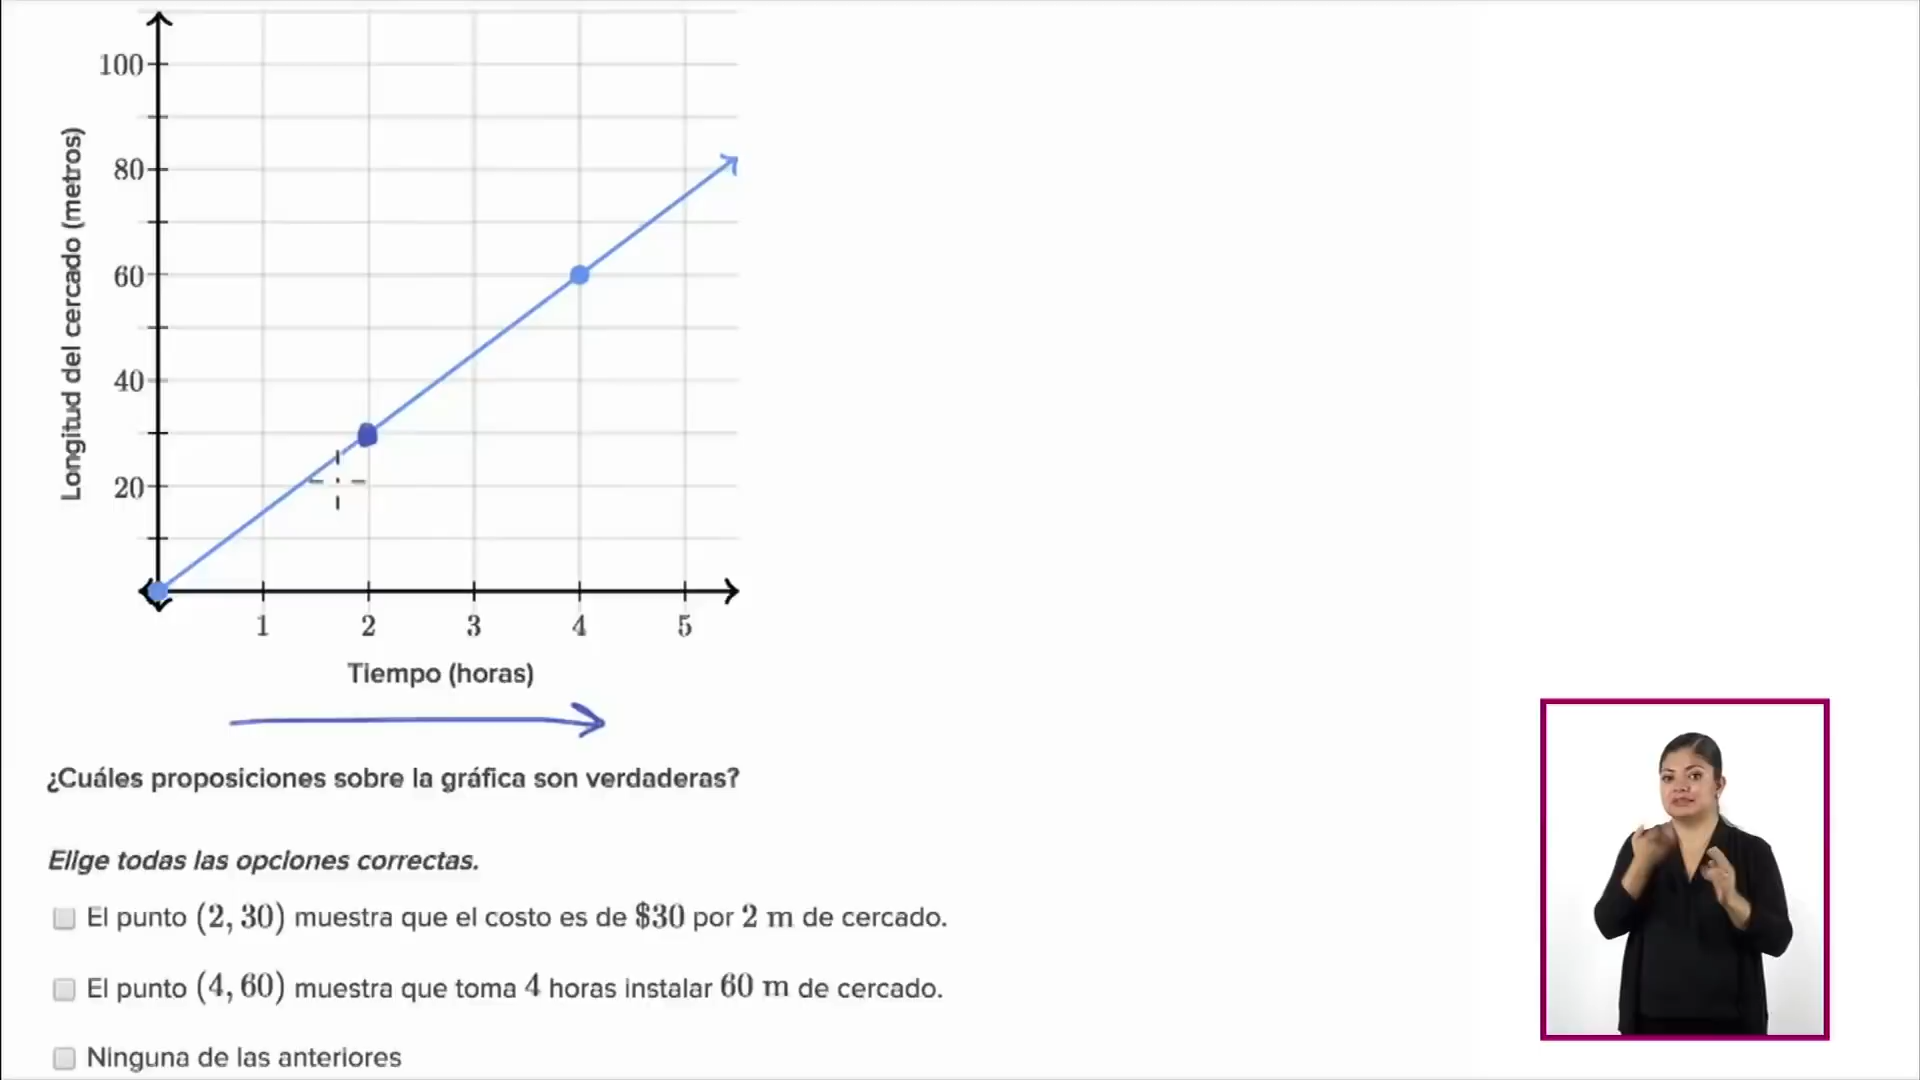 100
80
60
40
20
Longitud del cercado (metros)
1 2 3 4 5
Tiempo (horas)
¿Cuáles proposiciones sobre la gráfica son verdaderas?
Elige todas las opciones correctas.
El punto (2, 30) muestra que el costo es de $30 por 2 m de cercado.
El punto (4, 60) muestra que toma 4 horas instalar 60 m de cercado.
Ninguna de las anteriores